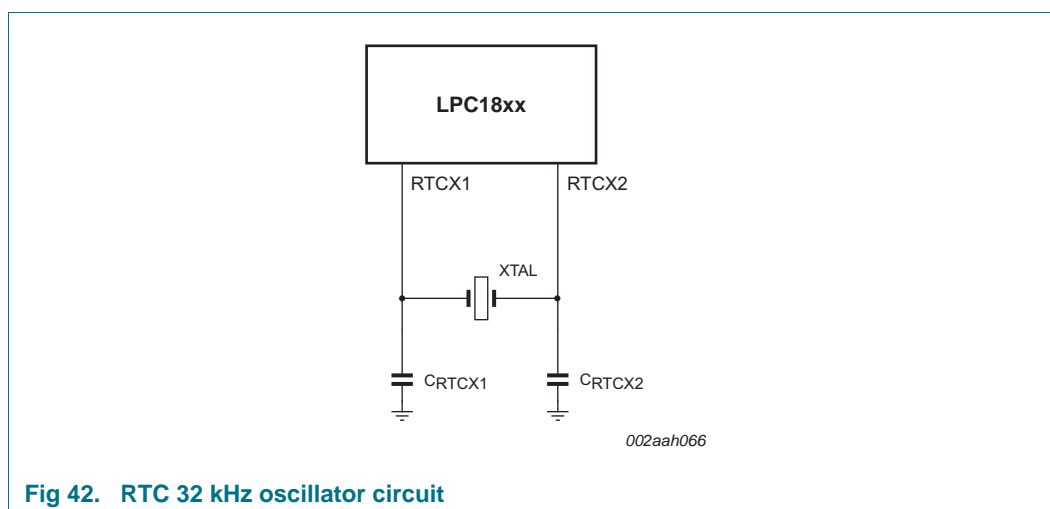 LPC18xx
RTCX1
RTCX2
XTAL
CRTCX1
CRTCX2
002aah066
Fig 42. RTC 32 kHz oscillator circuit